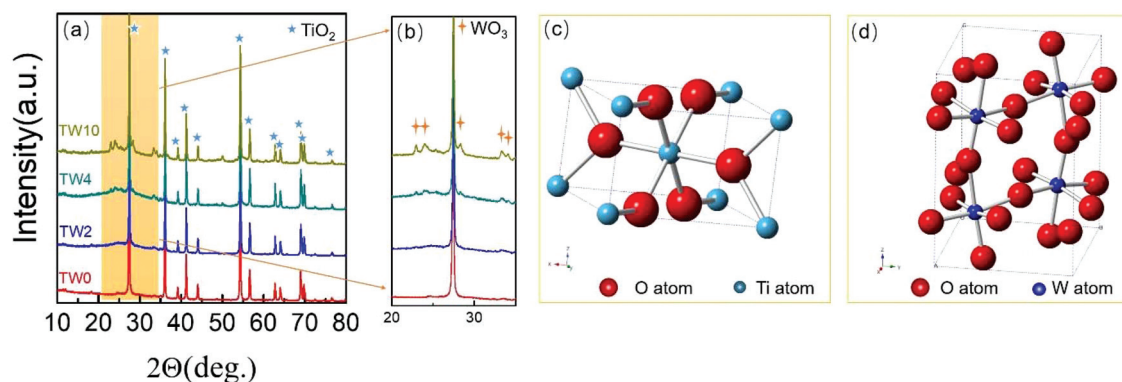 (a)
TiO2
TW10
TW4
TW2
TW0
Intensity(a.u.)
10 20 30 40 50 60 70 80
2Θ(deg.)
(b)
WO3
20 25 30
(c)
O atom
Ti atom
(d)
O atom
W atom